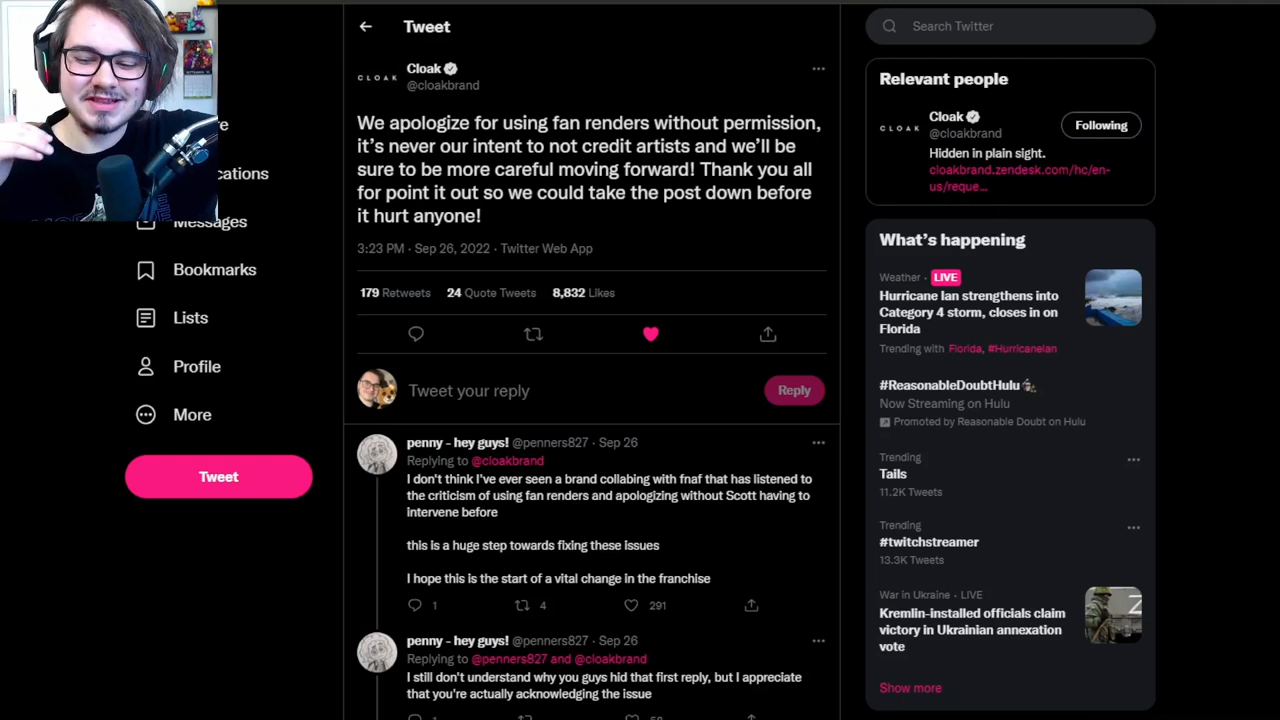 Tweet
Search Twitter
Cloak
CLOAK
@cloakbrand
We apologize for using fan renders without permission,
it's never our intent to not credit artists and we'll be
sure to be more careful moving forward! Thank you all
for point it out so we could take the post down before
it hurt anyone!
3:23 PM · Sep 26, 2022 · Twitter Web App
179 Retweets 24 Quote Tweets 8,832 Likes
Tweet your reply
Reply
penny - hey guys! @penners827 · Sep 26
Replying to @cloakbrand
I don't think I've ever seen a brand collabing with fnaf that has listened to
the criticism of using fan renders and apologizing without Scott having to
intervene before
this is a huge step towards fixing these issues
I hope this is the start of a vital change in the franchise
1 4 291
penny - hey guys! @penners827 · Sep 26
Replying to @penners827 and @cloakbrand
I still don't understand why you guys hid that first reply, but I appreciate
that you're actually acknowledging the issue
Messages
Bookmarks
Lists
Profile
More
Tweet
Relevant people
Cloak
CLOAK
@cloakbrand
Following
Hidden in plain sight.
cloakbrand.zendesk.com/hc/en-
us/reque...
What's happening
Weather · LIVE
Hurricane Ian strengthens into
Category 4 storm, closes in on
Florida
Trending with Florida, #HurricaneIan
#ReasonableDoubtHulu
Now Streaming on Hulu
Promoted by Reasonable Doubt on Hulu
Trending
Tails
11.2K Tweets
Trending
#twitchstreamer
13.3K Tweets
War in Ukraine · LIVE
Kremlin-installed officials claim
victory in Ukrainian annexation
vote
Show more